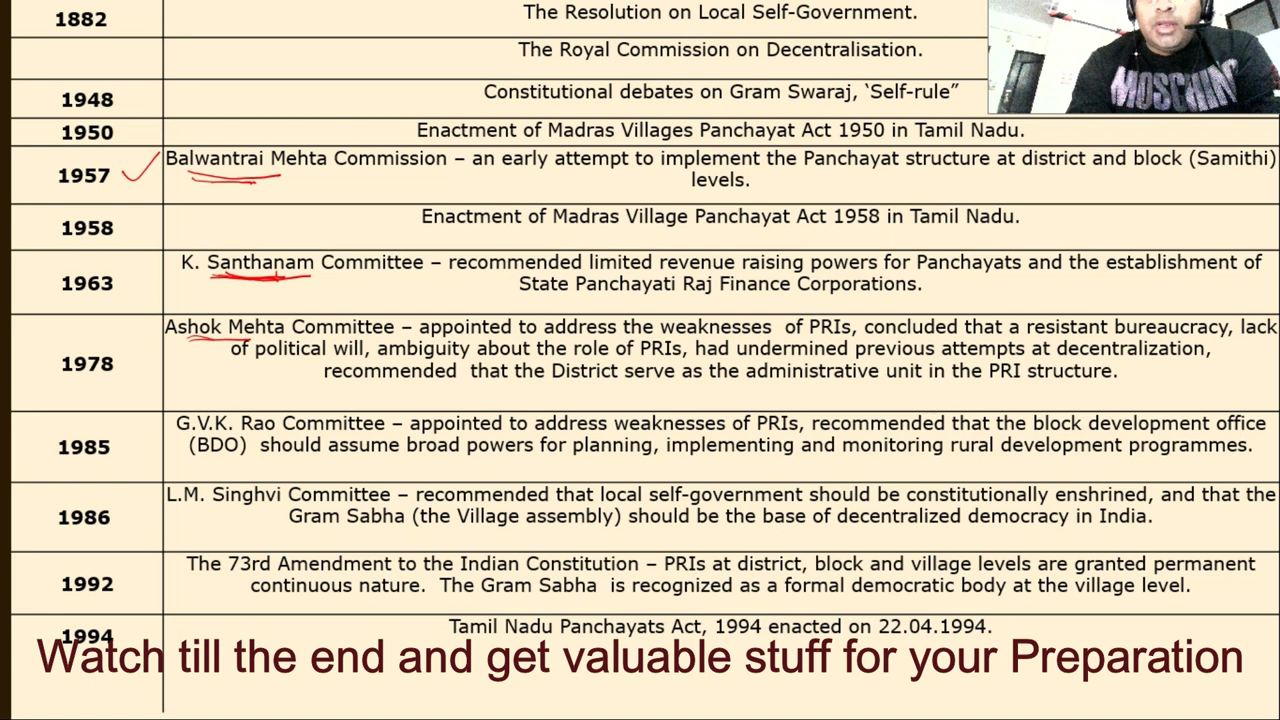 1882 The Resolution on Local Self-Government.
The Royal Commission on Decentralisation.
1948 Constitutional debates on Gram Swaraj, ‘Self-rule”
1950 Enactment of Madras Villages Panchayat Act 1950 in Tamil Nadu.
1957 Balwantrai Mehta Commission – an early attempt to implement the Panchayat structure at district and block (Samithi)
levels.
1958 Enactment of Madras Village Panchayat Act 1958 in Tamil Nadu.
1963 K. Santhanam Committee – recommended limited revenue raising powers for Panchayats and the establishment of
State Panchayati Raj Finance Corporations.
1978 Ashok Mehta Committee – appointed to address the weaknesses of PRIs, concluded that a resistant bureaucracy, lack
of political will, ambiguity about the role of PRIs, had undermined previous attempts at decentralization,
recommended that the District serve as the administrative unit in the PRI structure.
1985 G.V.K. Rao Committee – appointed to address weaknesses of PRIs, recommended that the block development office
(BDO) should assume broad powers for planning, implementing and monitoring rural development programmes.
1986 L.M. Singhvi Committee – recommended that local self-government should be constitutionally enshrined, and that the
Gram Sabha (the Village assembly) should be the base of decentralized democracy in India.
1992 The 73rd Amendment to the Indian Constitution – PRIs at district, block and village levels are granted permanent
continuous nature. The Gram Sabha is recognized as a formal democratic body at the village level.
1994 Tamil Nadu Panchayats Act, 1994 enacted on 22.04.1994.
Watch till the end and get valuable stuff for your Preparation
MOSCHINO